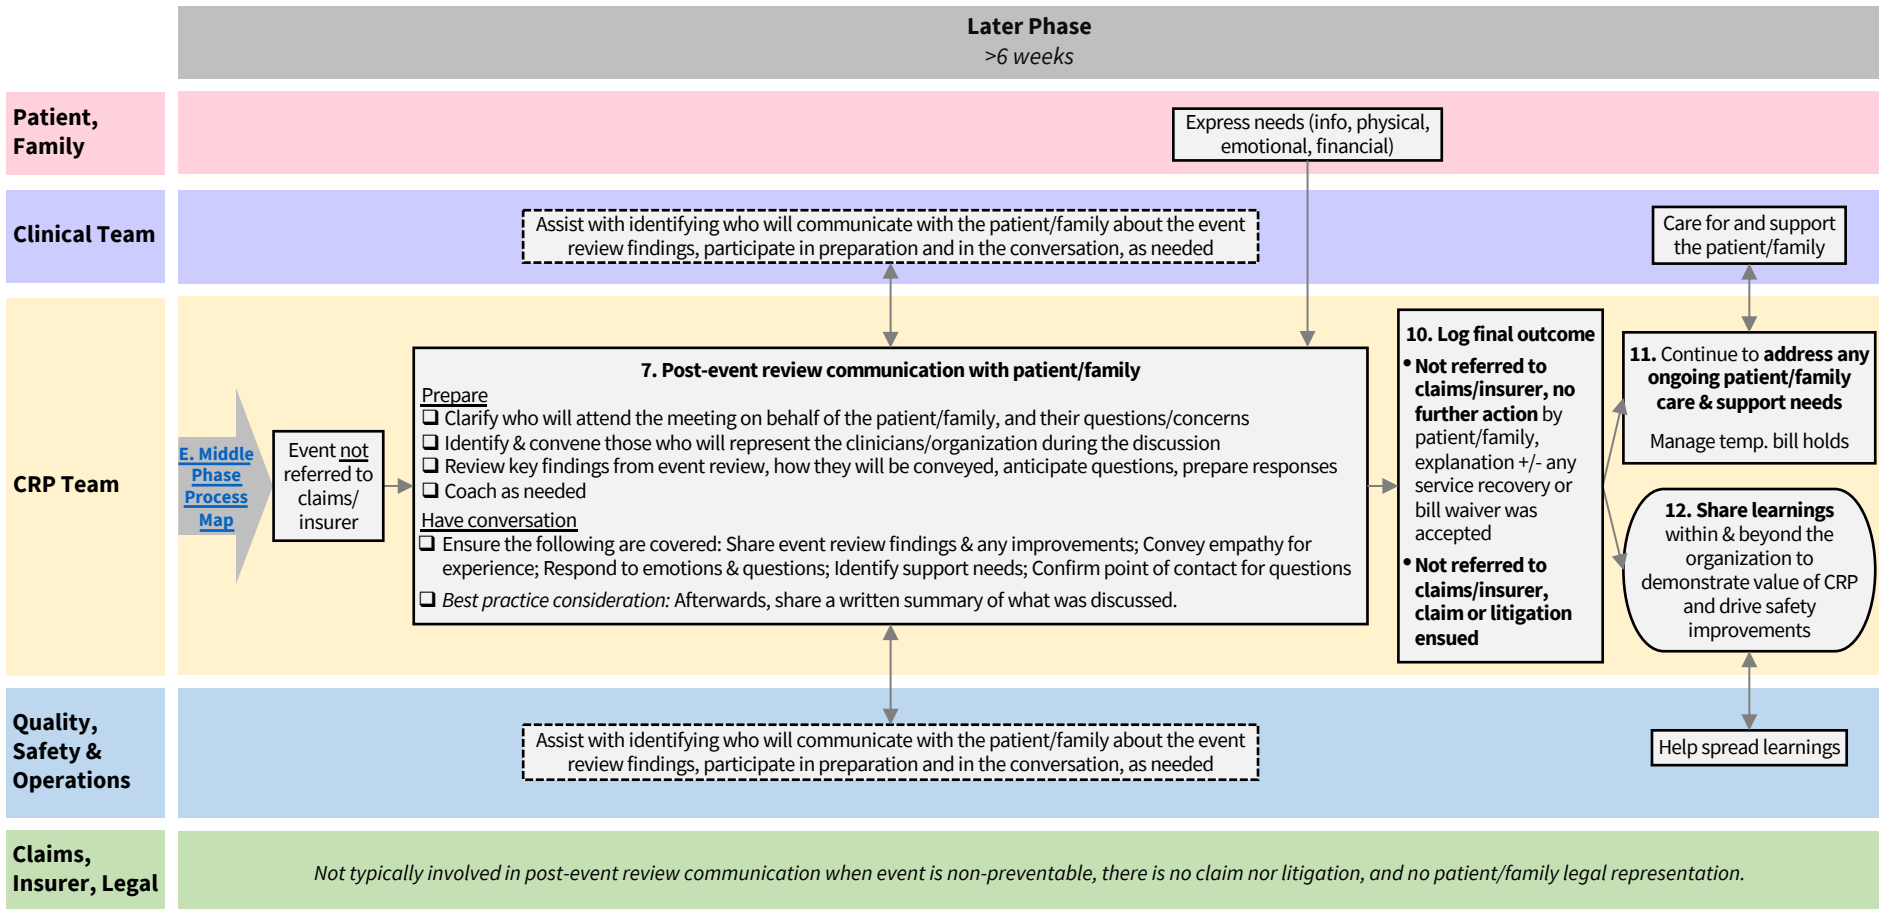 Later Phase
>6 weeks
Patient,
Family
Express needs (info, physical,
emotional, financial)
Clinical Team
Assist with identifying who will communicate with the patient/family about the event
review findings, participate in preparation and in the conversation, as needed
Care for and support
the patient/family
CRP Team
E. Middle
Phase
Process
Map
Event not
referred to
claims/
insurer
7. Post-event review communication with patient/family
Prepare
❑ Clarify who will attend the meeting on behalf of the patient/family, and their questions/concerns
❑ Identify & convene those who will represent the clinicians/organization during the discussion
❑ Review key findings from event review, how they will be conveyed, anticipate questions, prepare responses
❑ Coach as needed
Have conversation
❑ Ensure the following are covered: Share event review findings & any improvements; Convey empathy for
experience; Respond to emotions & questions; Identify support needs; Confirm point of contact for questions
❑ Best practice consideration: Afterwards, share a written summary of what was discussed.
10. Log final outcome
• Not referred to
claims/insurer, no
further action by
patient/family,
explanation +/- any
service recovery or
bill waiver was
accepted
• Not referred to
claims/insurer,
claim or litigation
ensued
11. Continue to address any
ongoing patient/family
care & support needs
Manage temp. bill holds
12. Share learnings
within & beyond the
organization to
demonstrate value of CRP
and drive safety
improvements
Quality,
Safety &
Operations
Assist with identifying who will communicate with the patient/family about the event
review findings, participate in preparation and in the conversation, as needed
Help spread learnings
Claims,
Insurer, Legal
Not typically involved in post-event review communication when event is non-preventable, there is no claim nor litigation, and no patient/family legal representation.